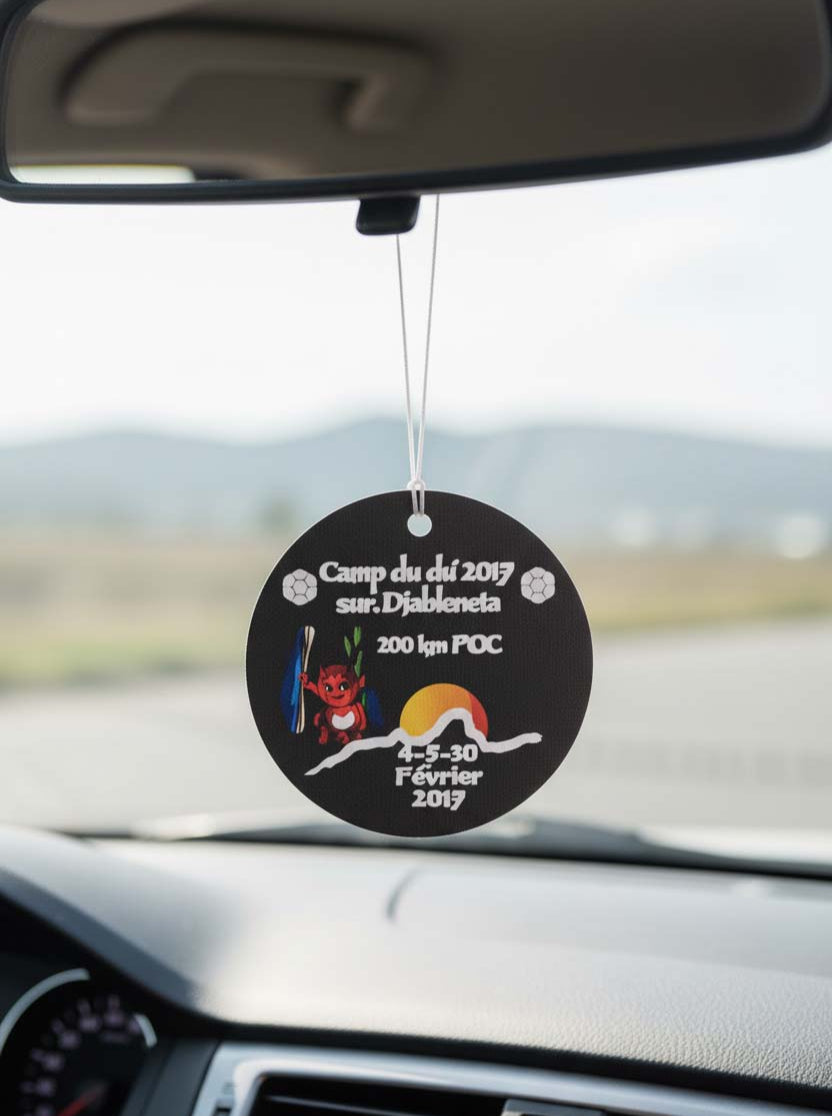 Camp du dú 2017
sur.Djableneta
200 km POC
4-5-30
Février
2017